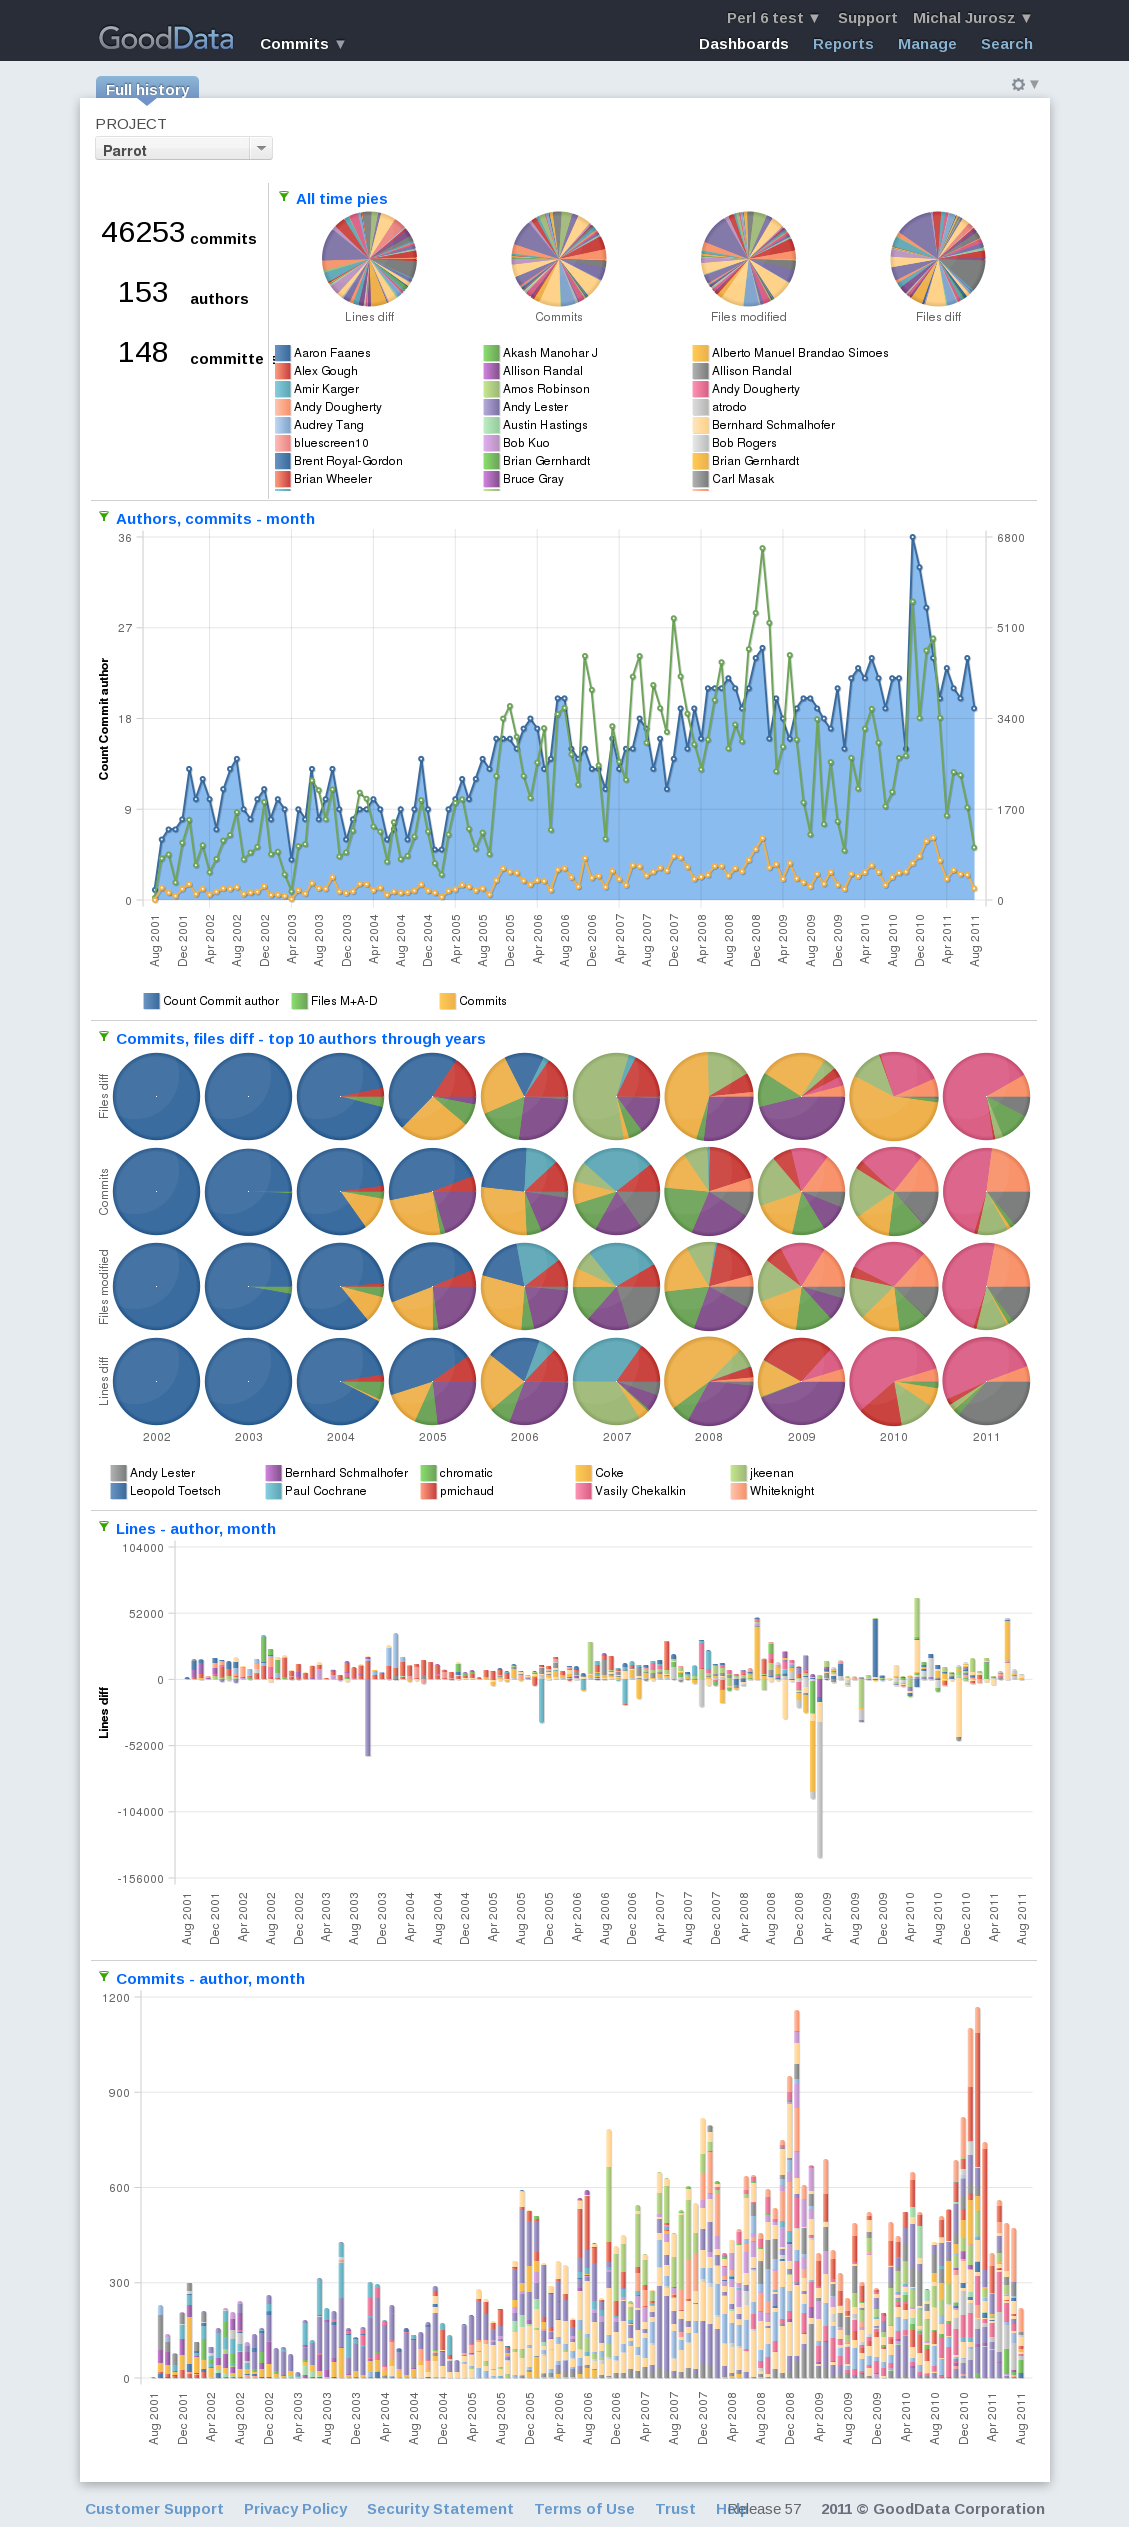 Perl 6 test ▼ Support Michal Jurosz ▼
GoodData Commits ▼ Dashboards Reports Manage Search
Full history
PROJECT
Parrot
All time pies
46253 commits
153 authors
148 committe
Lines diff Commits Files modified Files diff
Aaron Faanes Akash Manohar J Alberto Manuel Brandao Simoes
Alex Gough Allison Randal Allison Randal
Amir Karger Amos Robinson Andy Dougherty
Andy Dougherty Andy Lester atrodo
Audrey Tang Austin Hastings Bernhard Schmalhofer
bluescreen10 Bob Kuo Bob Rogers
Brent Royal-Gordon Brian Gernhardt Brian Gernhardt
Brian Wheeler Bruce Gray Carl Masak
Authors, commits - month
36 6800
27 5100
18 3400
9 1700
0 0
Count Commit author
Aug 2001 Dec 2001 Apr 2002 Aug 2002 Dec 2002 Apr 2003 Aug 2003 Dec 2003 Apr 2004 Aug 2004 Dec 2004 Apr 2005 Aug 2005 Dec 2005 Apr 2006 Aug 2006 Dec 2006 Apr 2007 Aug 2007 Dec 2007 Apr 2008 Aug 2008 Dec 2008 Apr 2009 Aug 2009 Dec 2009 Apr 2010 Aug 2010 Dec 2010 Apr 2011 Aug 2011
Count Commit author Files M+A-D Commits
Commits, files diff - top 10 authors through years
Files diff
Commits
Files modified
Lines diff
2002 2003 2004 2005 2006 2007 2008 2009 2010 2011
Andy Lester Bernhard Schmalhofer chromatic Coke jkeenan
Leopold Toetsch Paul Cochrane pmichaud Vasily Chekalkin Whiteknight
Lines - author, month
104000
52000
0
-52000
-104000
-156000
Lines diff
Aug 2001 Dec 2001 Apr 2002 Aug 2002 Dec 2002 Apr 2003 Aug 2003 Dec 2003 Apr 2004 Aug 2004 Dec 2004 Apr 2005 Aug 2005 Dec 2005 Apr 2006 Aug 2006 Dec 2006 Apr 2007 Aug 2007 Dec 2007 Apr 2008 Aug 2008 Dec 2008 Apr 2009 Aug 2009 Dec 2009 Apr 2010 Aug 2010 Dec 2010 Apr 2011 Aug 2011
Commits - author, month
1200
900
600
300
0
Aug 2001 Dec 2001 Apr 2002 Aug 2002 Dec 2002 Apr 2003 Aug 2003 Dec 2003 Apr 2004 Aug 2004 Dec 2004 Apr 2005 Aug 2005 Dec 2005 Apr 2006 Aug 2006 Dec 2006 Apr 2007 Aug 2007 Dec 2007 Apr 2008 Aug 2008 Dec 2008 Apr 2009 Aug 2009 Dec 2009 Apr 2010 Aug 2010 Dec 2010 Apr 2011 Aug 2011
Customer Support Privacy Policy Security Statement Terms of Use Trust Help Release 57 2011 © GoodData Corporation